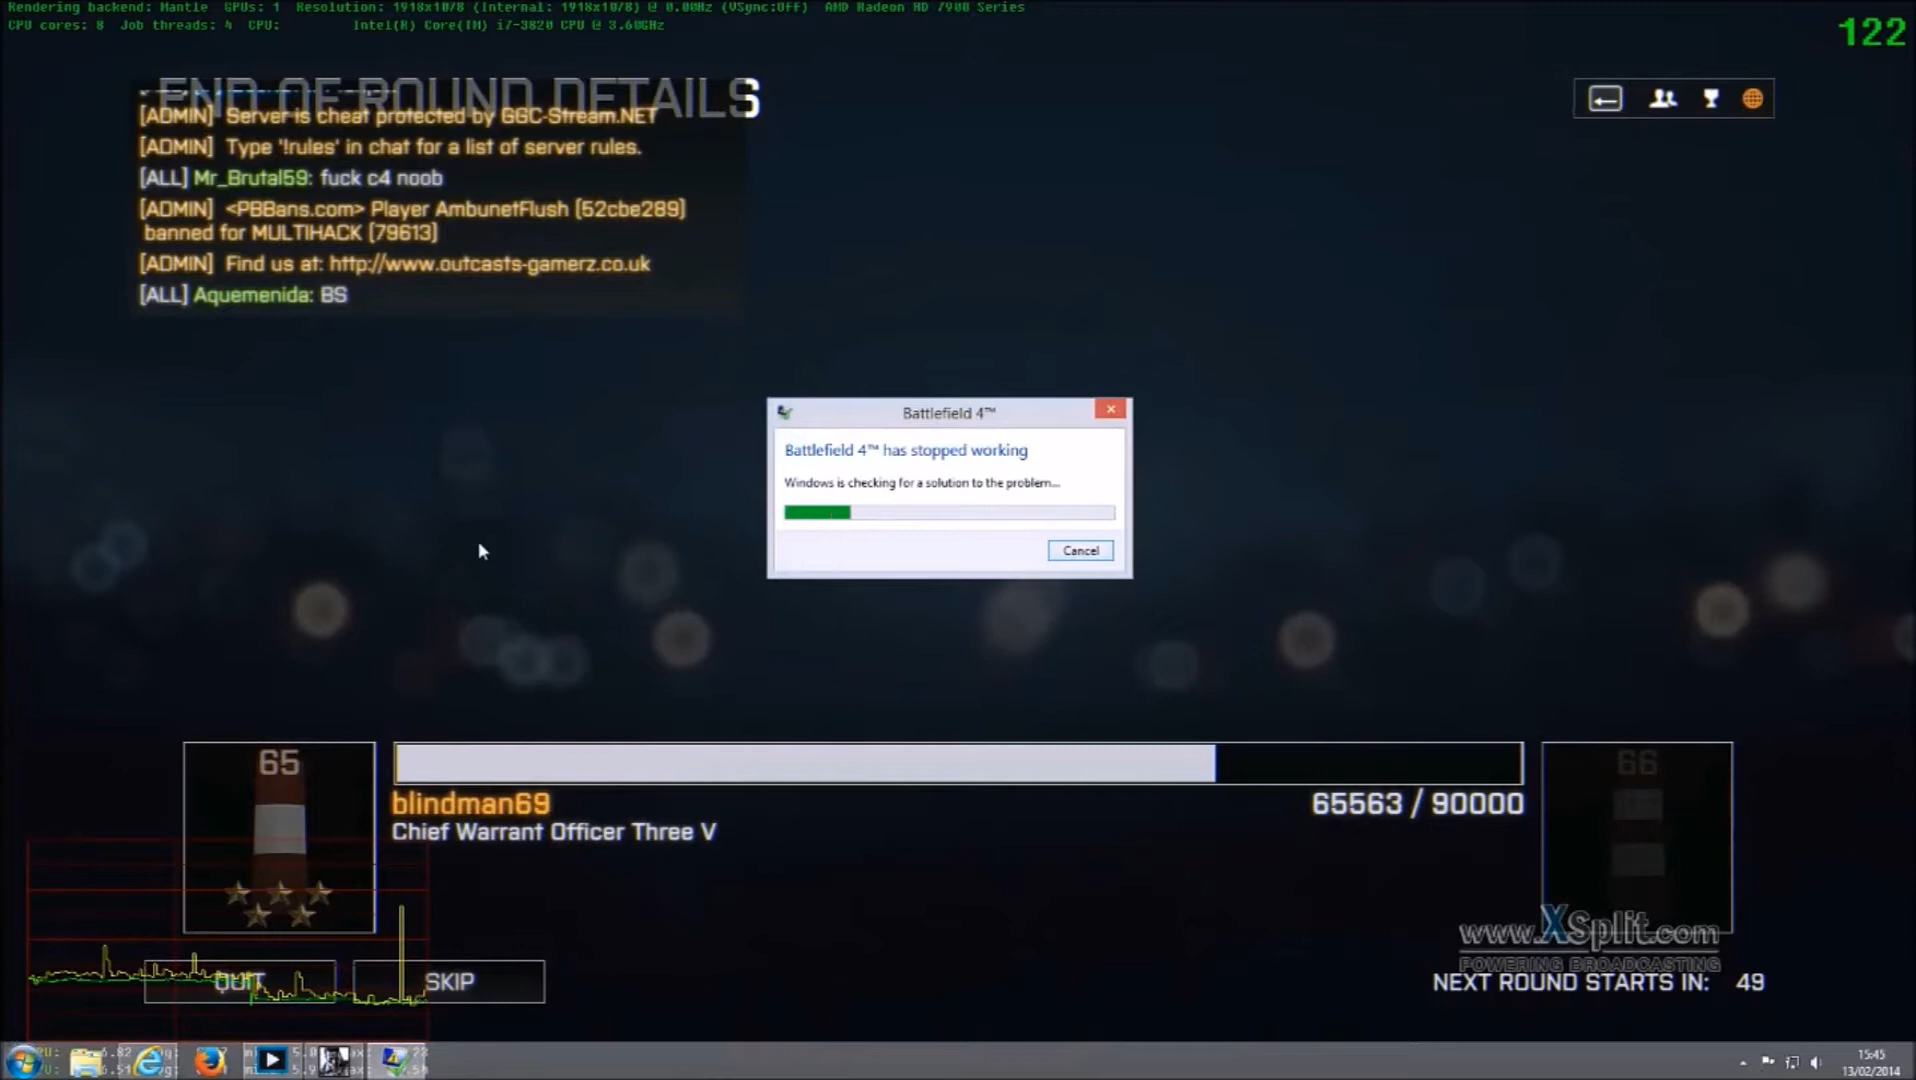 Rendering backend: Mantle GPUs: 1 Resolution: 1918x1078 (Internal: 1918x1078) @ 0.00Hz (VSync:Off) AMD Radeon HD 7900 Series
CPU cores: 8 Job threads: 4 CPU: Intel(R) Core(TM) i7-3820 CPU @ 3.60GHz
122
END OF ROUND DETAILS
[ADMIN] Server is cheat protected by GGC-Stream.NET
[ADMIN] Type '!rules' in chat for a list of server rules.
[ALL] Mr_Brutal59: fuck c4 noob
[ADMIN] <PBBans.com> Player AmbunetFlush [52cbe289]
banned for MULTIHACK [79613]
[ADMIN] Find us at: http://www.outcasts-gamerz.co.uk
[ALL] Aquemenida: BS
Battlefield 4™
Battlefield 4™ has stopped working
Windows is checking for a solution to the problem...
Cancel
65
66
blindman69
65563 / 90000
Chief Warrant Officer Three V
www.XSplit.com
POWERING BROADCASTING
QUIT
SKIP
NEXT ROUND STARTS IN: 49
15:45
13/02/2014